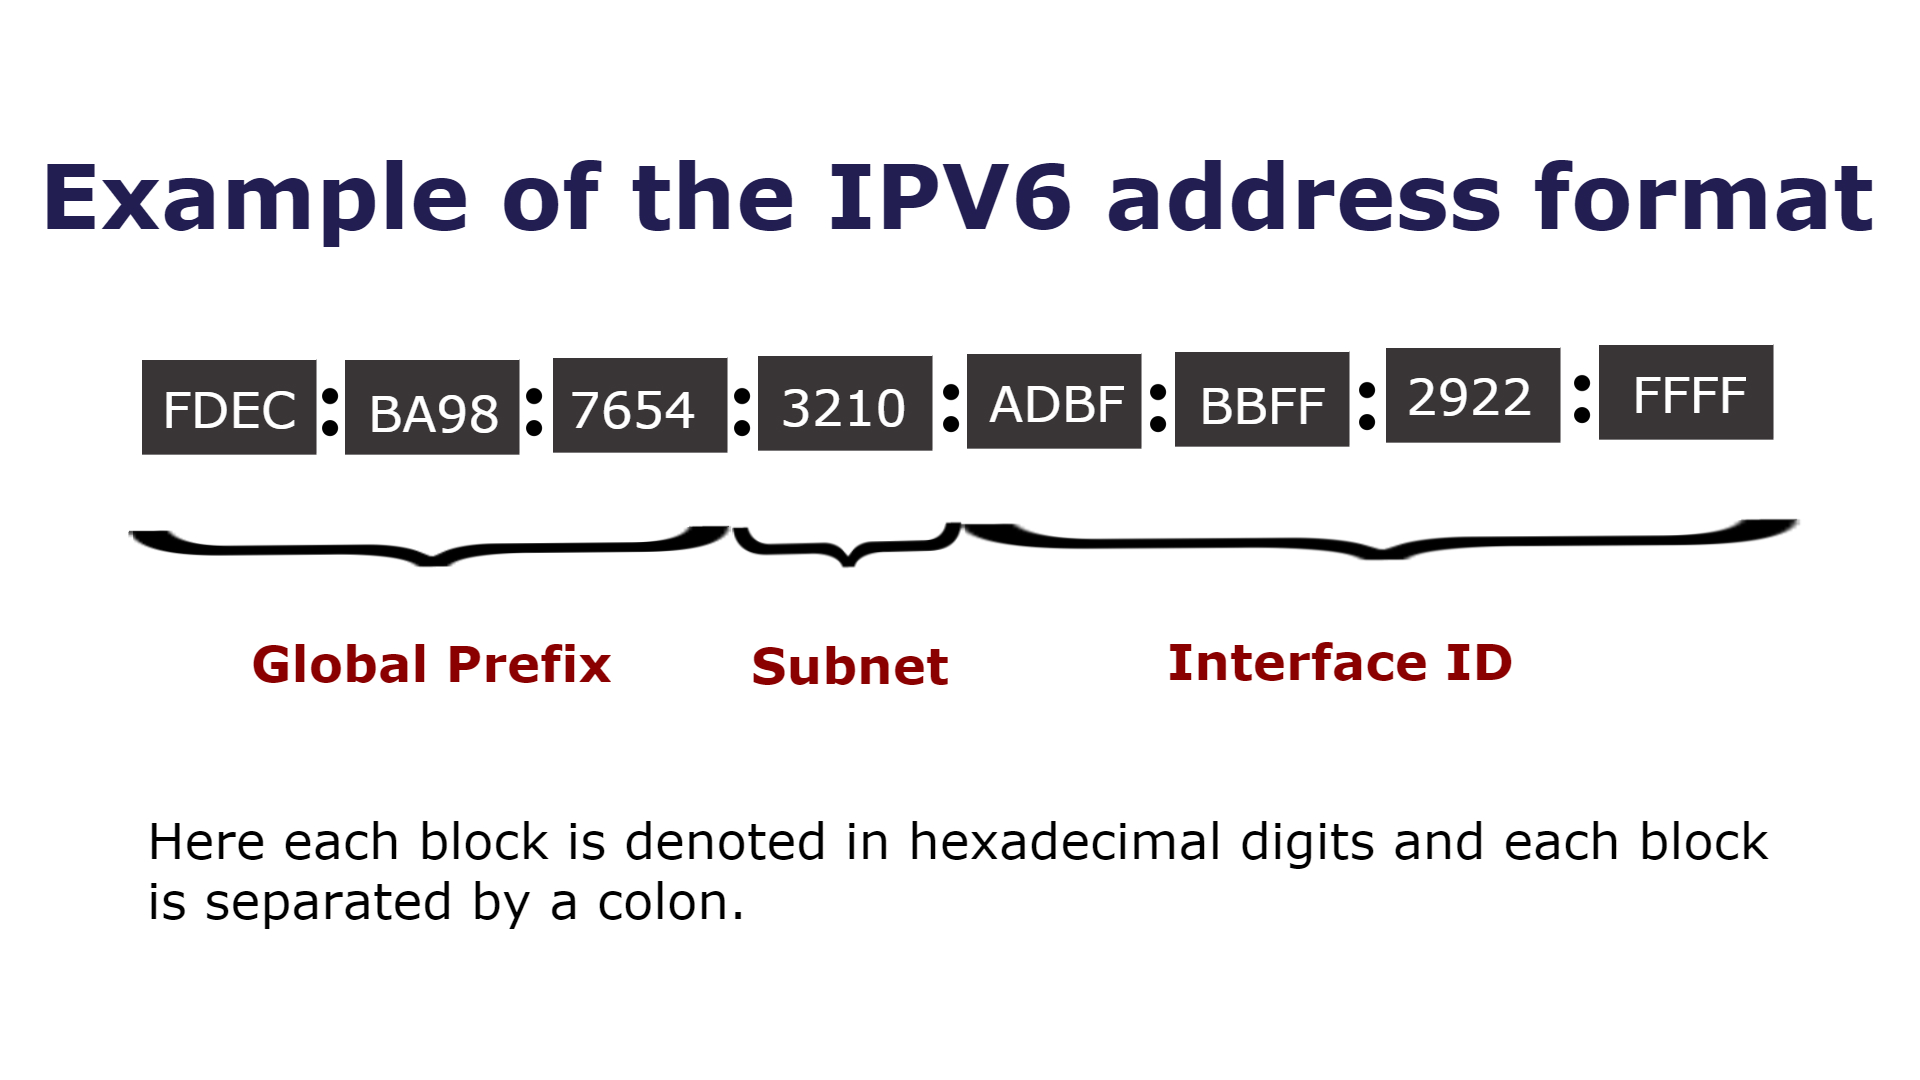 Example of the IPV6 address format
FDEC : BA98 : 7654 : 3210 : ADBF : BBFF : 2922 : FFFF
Global Prefix Subnet Interface ID
Here each block is denoted in hexadecimal digits and each block
is separated by a colon.